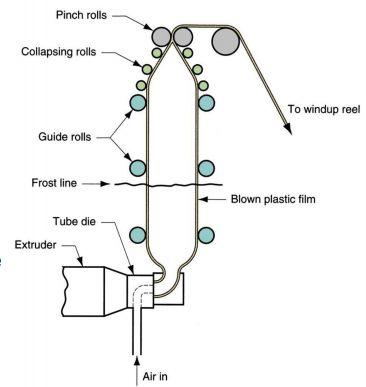 Pinch rolls
Collapsing rolls
To windup reel
Guide rolls
Frost line
Blown plastic film
Tube die
Extruder
e
Air in